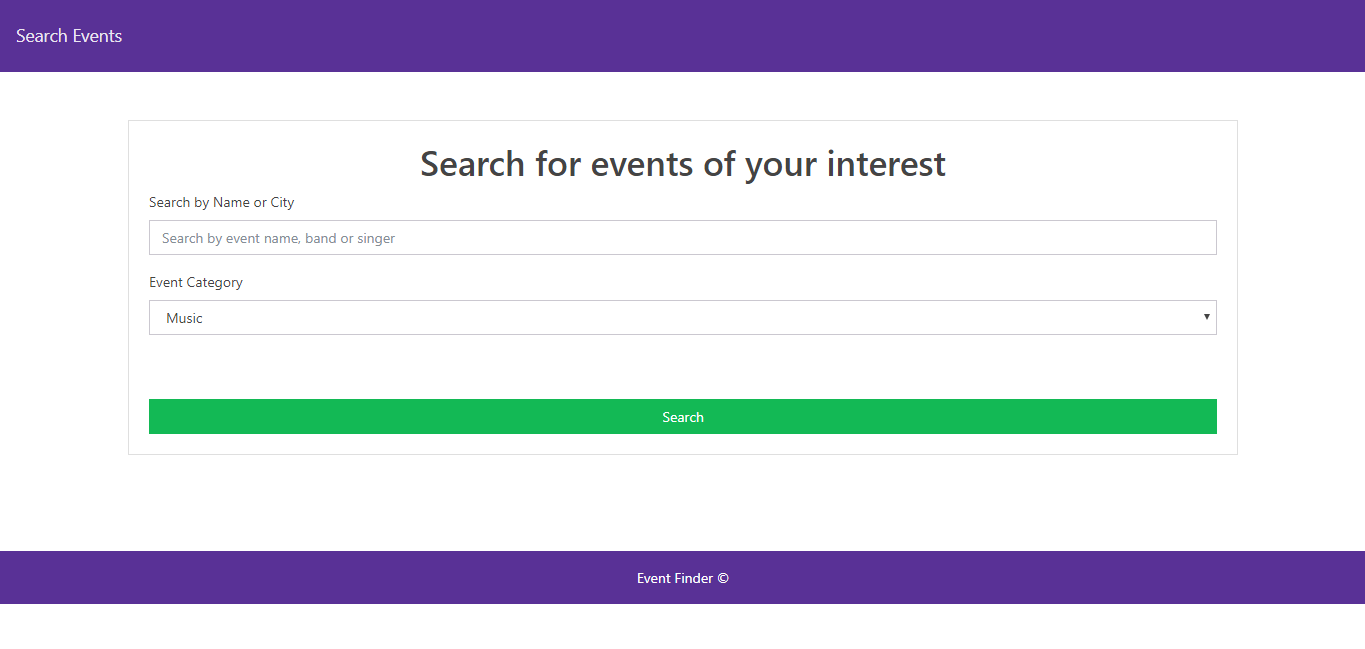 Search Events
Search for events of your interest
Search by Name or City
Search by event name, band or singer
Event Category
Music
Search
Event Finder ©